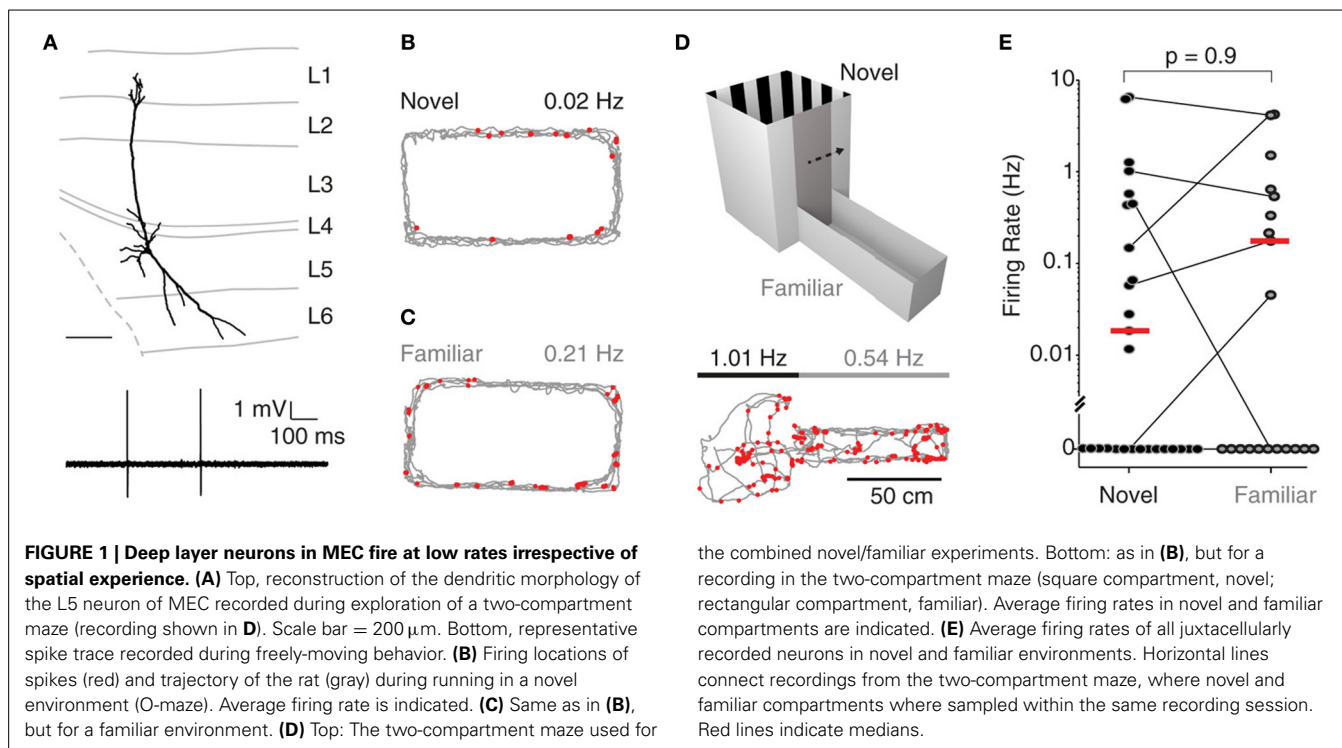 A
L1
L2
L3
L4
L5
L6
1 mV
100 ms
B
Novel 0.02 Hz
C
Familiar 0.21 Hz
D
Novel
Familiar
1.01 Hz 0.54 Hz
50 cm
E
p = 0.9
Firing Rate (Hz)
10
1
0.1
0.01
0
Novel Familiar
FIGURE 1 | Deep layer neurons in MEC fire at low rates irrespective of
spatial experience. (A) Top, reconstruction of the dendritic morphology of
the L5 neuron of MEC recorded during exploration of a two-compartment
maze (recording shown in D). Scale bar = 200 μm. Bottom, representative
spike trace recorded during freely-moving behavior. (B) Firing locations of
spikes (red) and trajectory of the rat (gray) during running in a novel
environment (O-maze). Average firing rate is indicated. (C) Same as in (B),
but for a familiar environment. (D) Top: The two-compartment maze used for
the combined novel/familiar experiments. Bottom: as in (B), but for a
recording in the two-compartment maze (square compartment, novel;
rectangular compartment, familiar). Average firing rates in novel and familiar
compartments are indicated. (E) Average firing rates of all juxtacellularly
recorded neurons in novel and familiar environments. Horizontal lines
connect recordings from the two-compartment maze, where novel and
familiar compartments where sampled within the same recording session.
Red lines indicate medians.